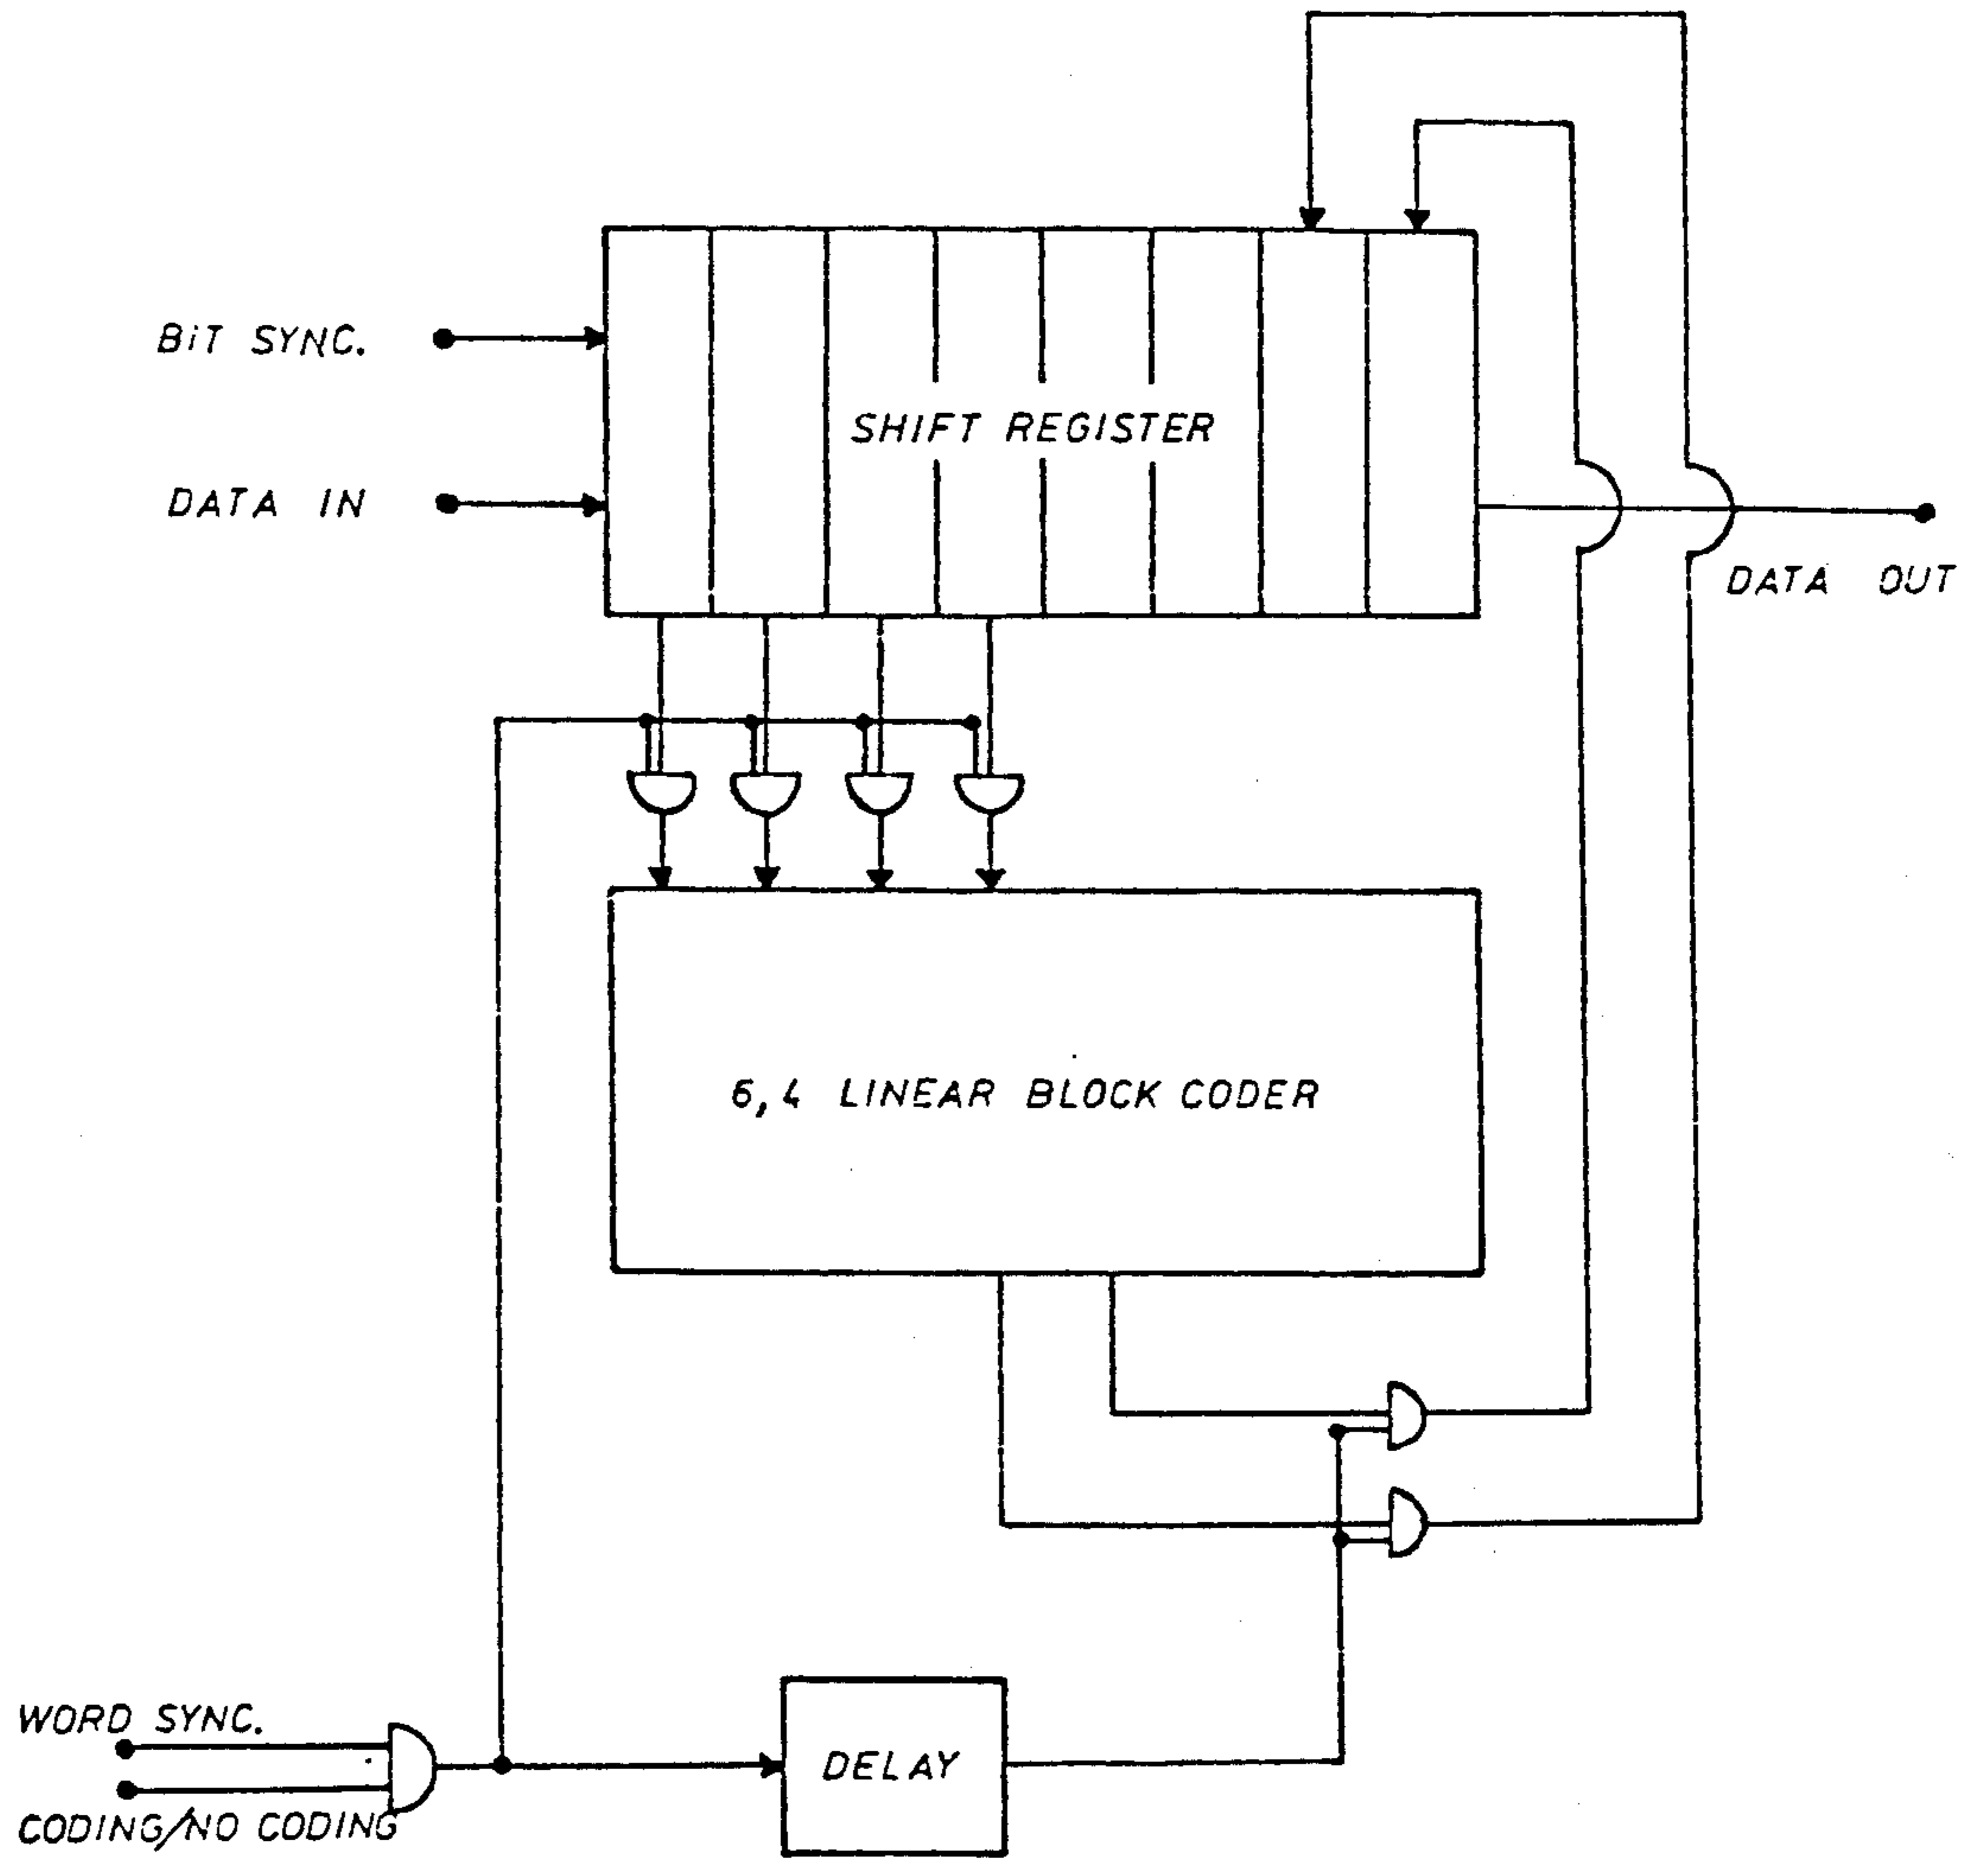 BiT SYNC.
SHIFT REGISTER
DATA IN
DATA OUT
6,4 LINEAR BLOCK CODER
WORD SYNC.
DELAY
CODING/NO CODING